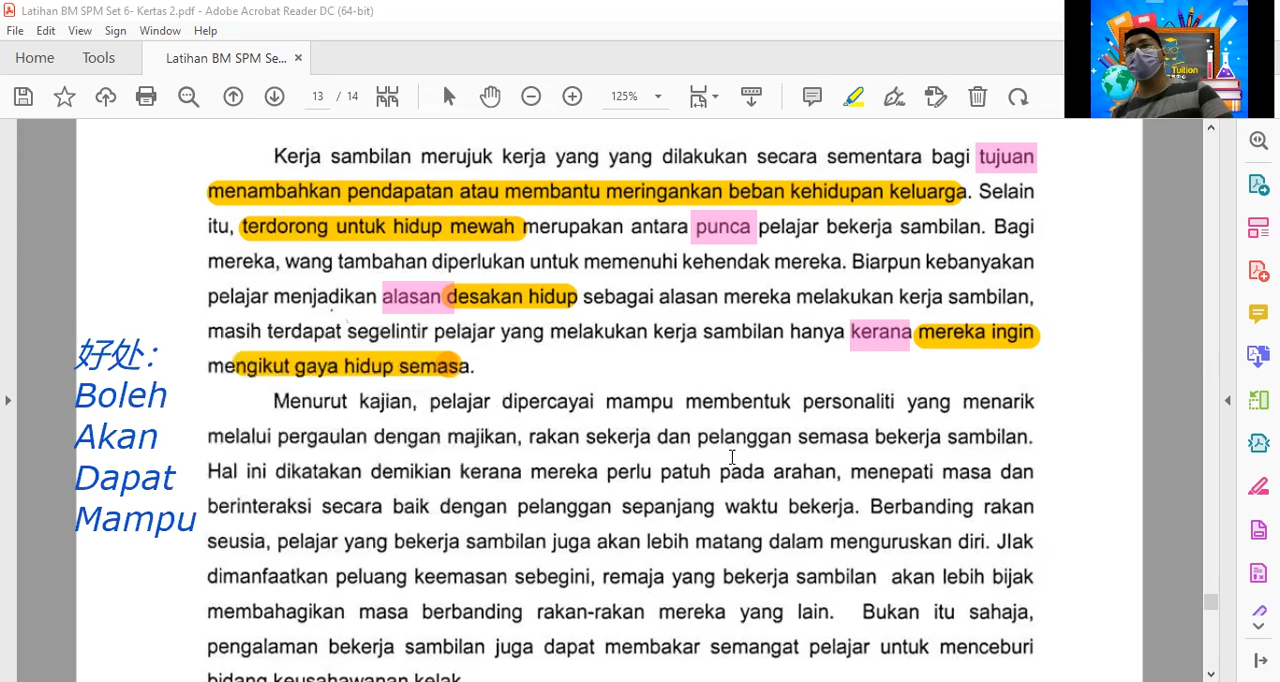 Latihan BM SPM Set 6- Kertas 2.pdf - Adobe Acrobat Reader DC (64-bit)
File Edit View Sign Window Help
Home Tools Latihan BM SPM Se... ×
13 / 14 125%
Tuition
Kerja sambilan merujuk kerja yang yang dilakukan secara sementara bagi tujuan
menambahkan pendapatan atau membantu meringankan beban kehidupan keluarga. Selain
itu, terdorong untuk hidup mewah merupakan antara punca pelajar bekerja sambilan. Bagi
mereka, wang tambahan diperlukan untuk memenuhi kehendak mereka. Biarpun kebanyakan
pelajar menjadikan alasan desakan hidup sebagai alasan mereka melakukan kerja sambilan,
masih terdapat segelintir pelajar yang melakukan kerja sambilan hanya kerana mereka ingin
mengikut gaya hidup semasa.
好处:
Boleh
Akan
Dapat
Mampu
Menurut kajian, pelajar dipercayai mampu membentuk personaliti yang menarik
melalui pergaulan dengan majikan, rakan sekerja dan pelanggan semasa bekerja sambilan.
Hal ini dikatakan demikian kerana mereka perlu patuh pada arahan, menepati masa dan
berinteraksi secara baik dengan pelanggan sepanjang waktu bekerja. Berbanding rakan
seusia, pelajar yang bekerja sambilan juga akan lebih matang dalam menguruskan diri. JIak
dimanfaatkan peluang keemasan sebegini, remaja yang bekerja sambilan akan lebih bijak
membahagikan masa berbanding rakan-rakan mereka yang lain. Bukan itu sahaja,
pengalaman bekerja sambilan juga dapat membakar semangat pelajar untuk menceburi
bidang keusahawanan kelak.